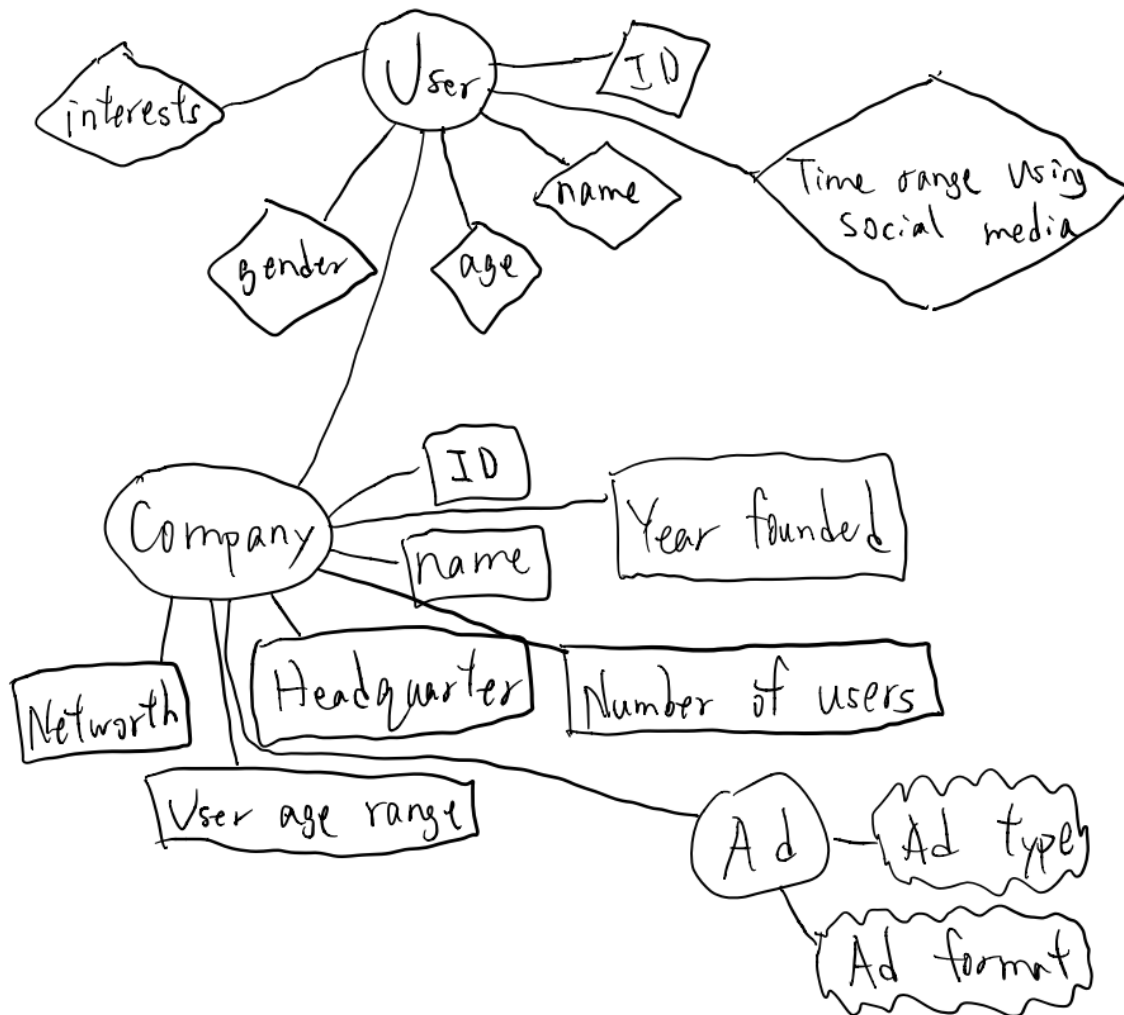 User
ID
interests
Time range using
social media
name
gender
age
ID
Year founded
Company
name
Headquarter
Number of users
Networth
User age range
Ad
Ad type
Ad format